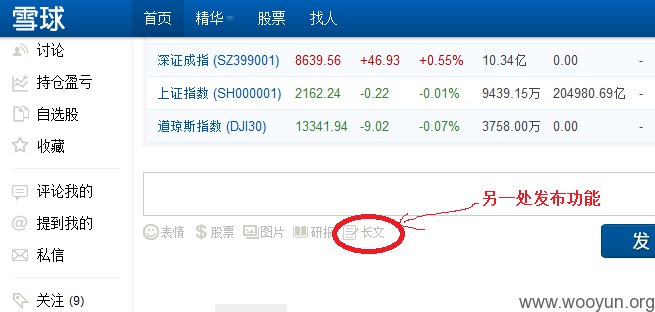 雪球 首页 精华 股票 找人
讨论
持仓盈亏
自选股
收藏
评论我的
@ 提到我的
私信
关注 (9)
深证成指 (SZ399001) 8639.56 +46.93 +0.55% 10.34亿 0.00 -
上证指数 (SH000001) 2162.24 -0.22 -0.01% 9439.15万 204980.69亿 -
道琼斯指数 (DJI30) 13341.94 -9.02 -0.07% 3758.00万 0.00 -
另一处发布功能
表情 $ 股票 图片 研报 长文
发
www.wooyun.org